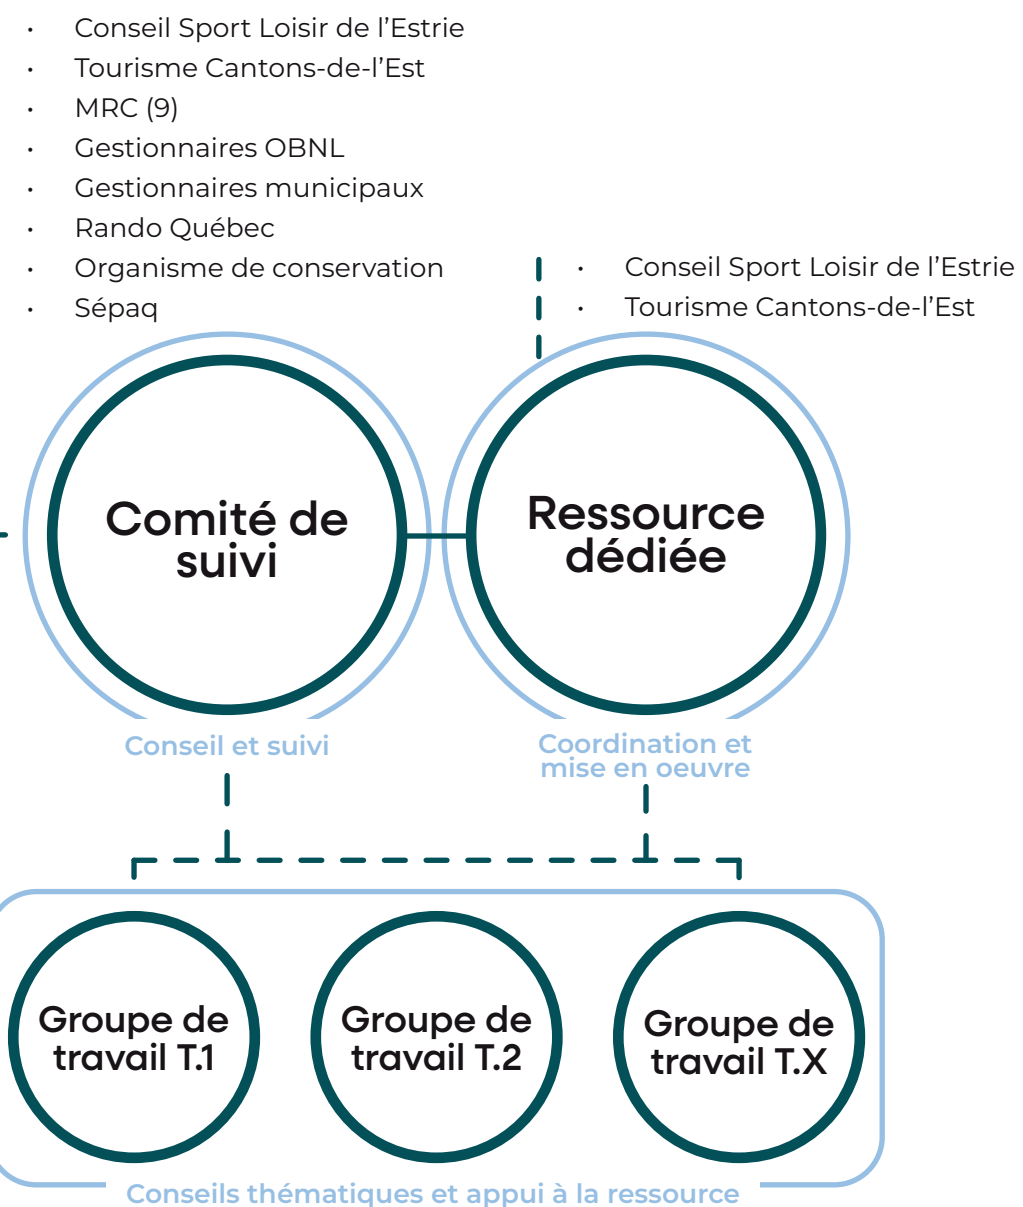 • Conseil Sport Loisir de l’Estrie
• Tourisme Cantons-de-l’Est
• MRC (9)
• Gestionnaires OBNL
• Gestionnaires municipaux
• Rando Québec
• Organisme de conservation
• Sépaq
• Conseil Sport Loisir de l’Estrie
• Tourisme Cantons-de-l’Est
Comité de
suivi
Ressource
dédiée
Conseil et suivi
Coordination et
mise en oeuvre
Groupe de
travail T.1
Groupe de
travail T.2
Groupe de
travail T.X
Conseils thématiques et appui à la ressource